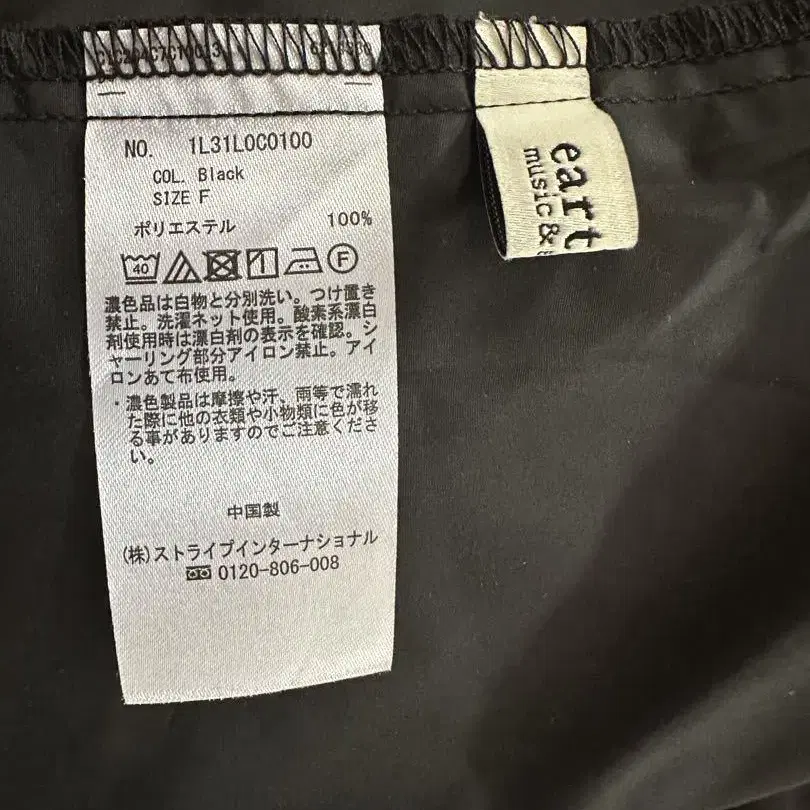 NO. 1L31L0C0100
COL. Black
SIZE F
ポリエステル 100%
40 F
濃色品は白物と分別洗い。つけ置き
禁止。洗濯ネット使用。酸素系漂白
剤使用時は漂白剤の表示を確認。シ
ャーリング部分アイロン禁止。アイ
ロンあて布使用。
・濃色製品は摩擦や汗、雨等で濡れ
た際に他の衣類や小物類に色が移
る事がありますのでご注意くださ
い。
中国製
(株)ストライプインターナショナル
0120-806-008
eart
music &